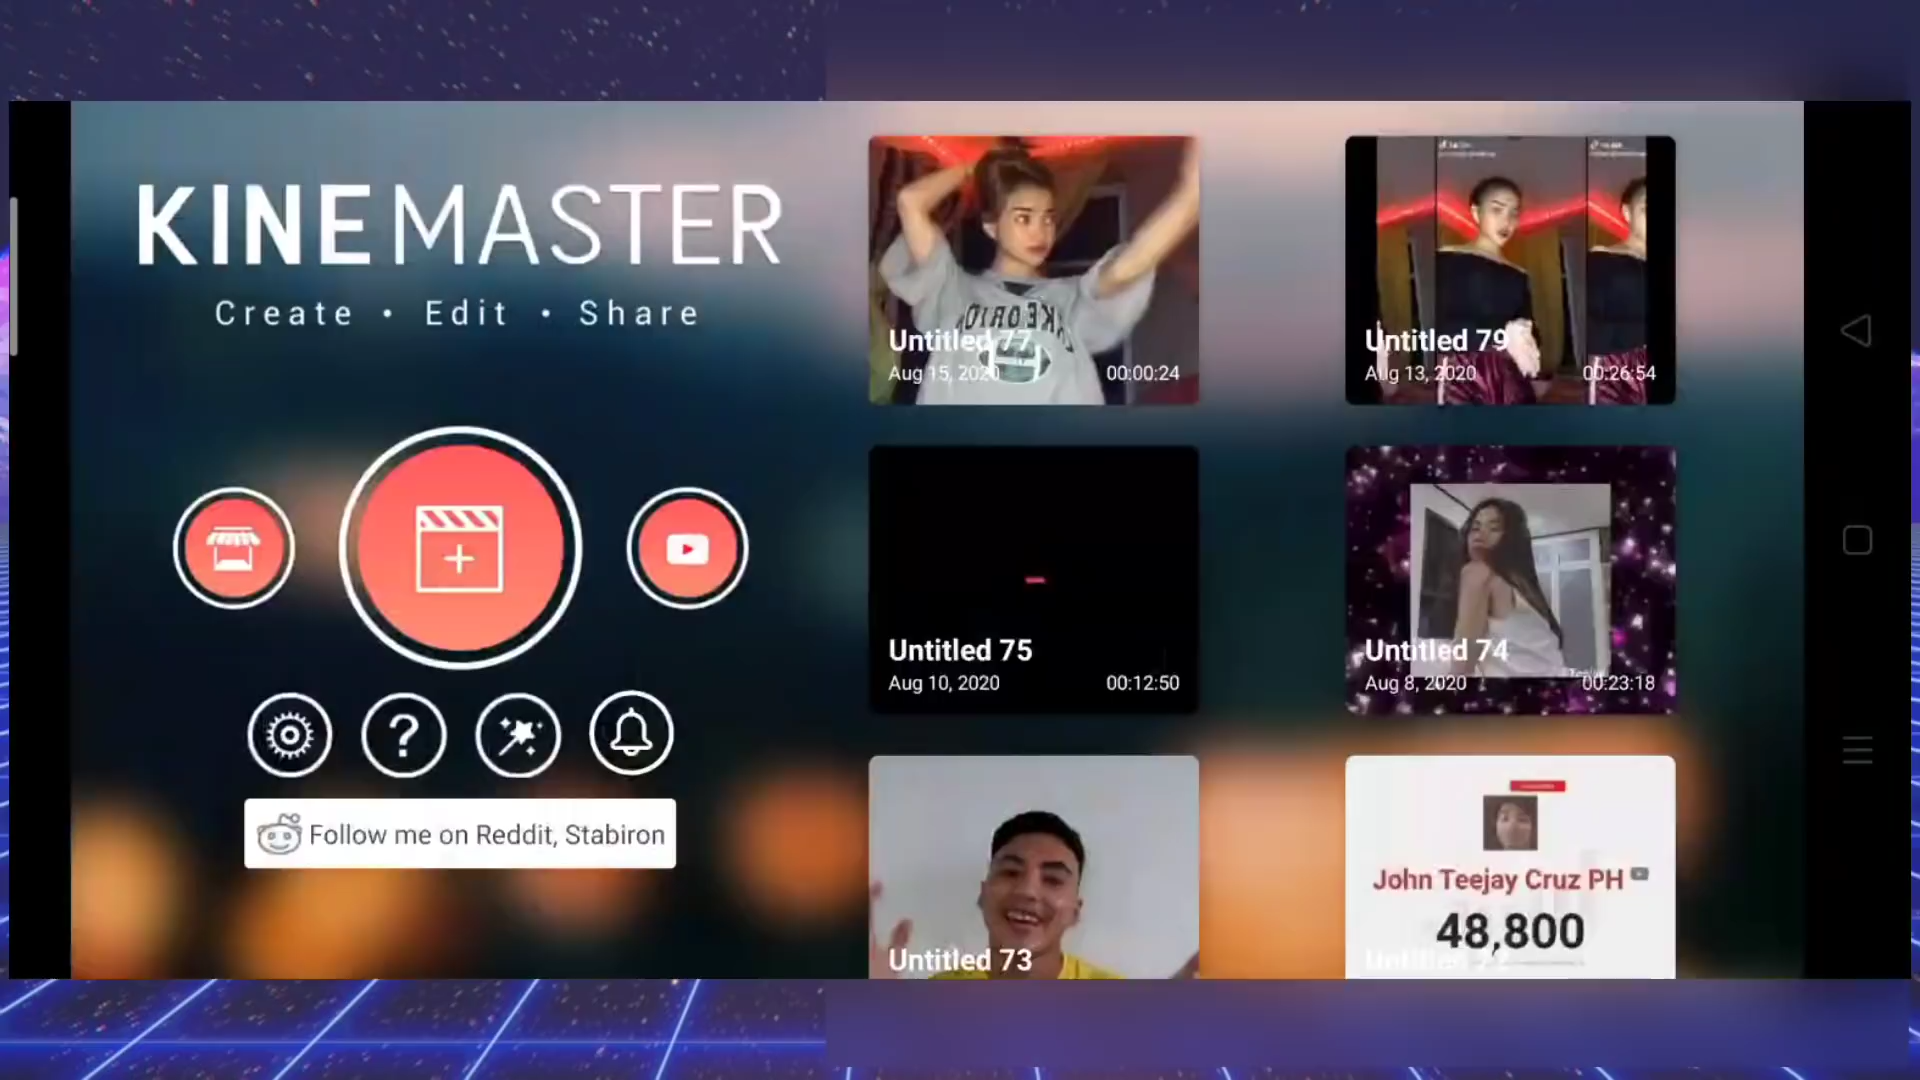 KINEMASTER
Create • Edit • Share
Follow me on Reddit, Stabiron
Untitled 77
Aug 15, 2020 00:00:24
Untitled 79
Aug 13, 2020 00:26:54
Untitled 75
Aug 10, 2020 00:12:50
Untitled 74
Aug 8, 2020 00:23:18
Untitled 73
John Teejay Cruz PH
48,800
Untitled 72